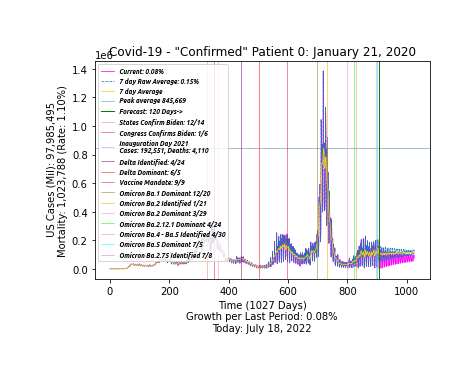 Covid-19 - "Confirmed" Patient 0: January 21, 2020
1e6
1.4
1.2
1.0
0.8
0.6
0.4
0.2
0.0
US Cases (Mil): 97,985,495
Mortality: 1,023,788 (Rate: 1.10%)
Current: 0.08%
7 day Raw Average: 0.15%
7 day Average
Peak average 845,669
Forecast: 120 Days->
States Confirm Biden: 12/14
Congress Confirms Biden: 1/6
Inauguration Day 2021
Cases: 192,551, Deaths: 4,110
Delta Identified: 4/24
Delta Dominant: 6/5
Vaccine Mandate: 9/9
Omicron Ba.1 Dominant 12/20
Omicron Ba.2 Identified 1/21
Omicron Ba.2 Dominant 3/29
Omicron Ba.2.12.1 Dominant 4/24
Omicron Ba.4 - Ba.5 Identified 4/30
Omicron Ba.5 Dominant 7/5
Omicron Ba.2.75 Identified 7/8
0 200 400 600 800 1000
Time (1027 Days)
Growth per Last Period: 0.08%
Today: July 18, 2022